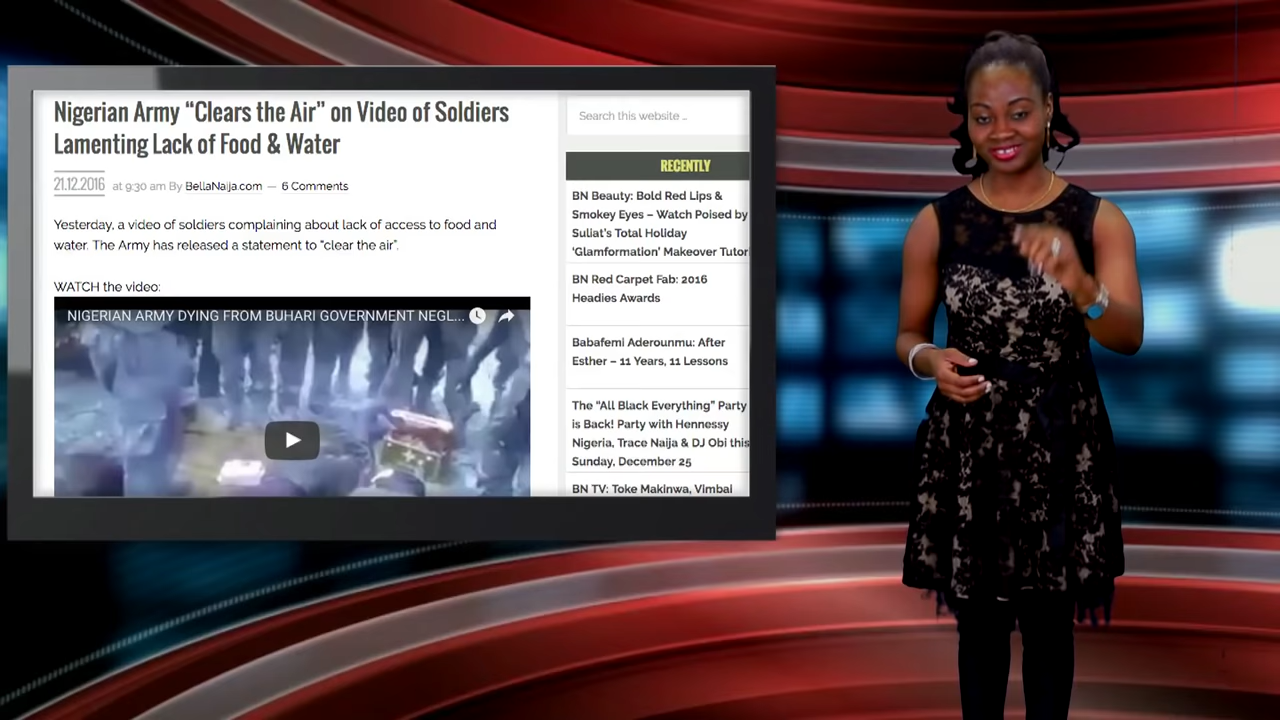 Nigerian Army “Clears the Air” on Video of Soldiers
Lamenting Lack of Food & Water
21.12.2016 at 9:30 am By BellaNaija.com — 6 Comments
Yesterday, a video of soldiers complaining about lack of access to food and
water. The Army has released a statement to “clear the air”.
WATCH the video:
NIGERIAN ARMY DYING FROM BUHARI GOVERNMENT NEGL...
Search this website ...
RECENTLY
BN Beauty: Bold Red Lips &
Smokey Eyes – Watch Poised by
Suliat’s Total Holiday
‘Glamformation’ Makeover Tutor
BN Red Carpet Fab: 2016
Headies Awards
Babafemi Aderounmu: After
Esther – 11 Years, 11 Lessons
The “All Black Everything” Party
is Back! Party with Hennessy
Nigeria, Trace Naija & DJ Obi this
Sunday, December 25
BN TV: Toke Makinwa, Vimbai